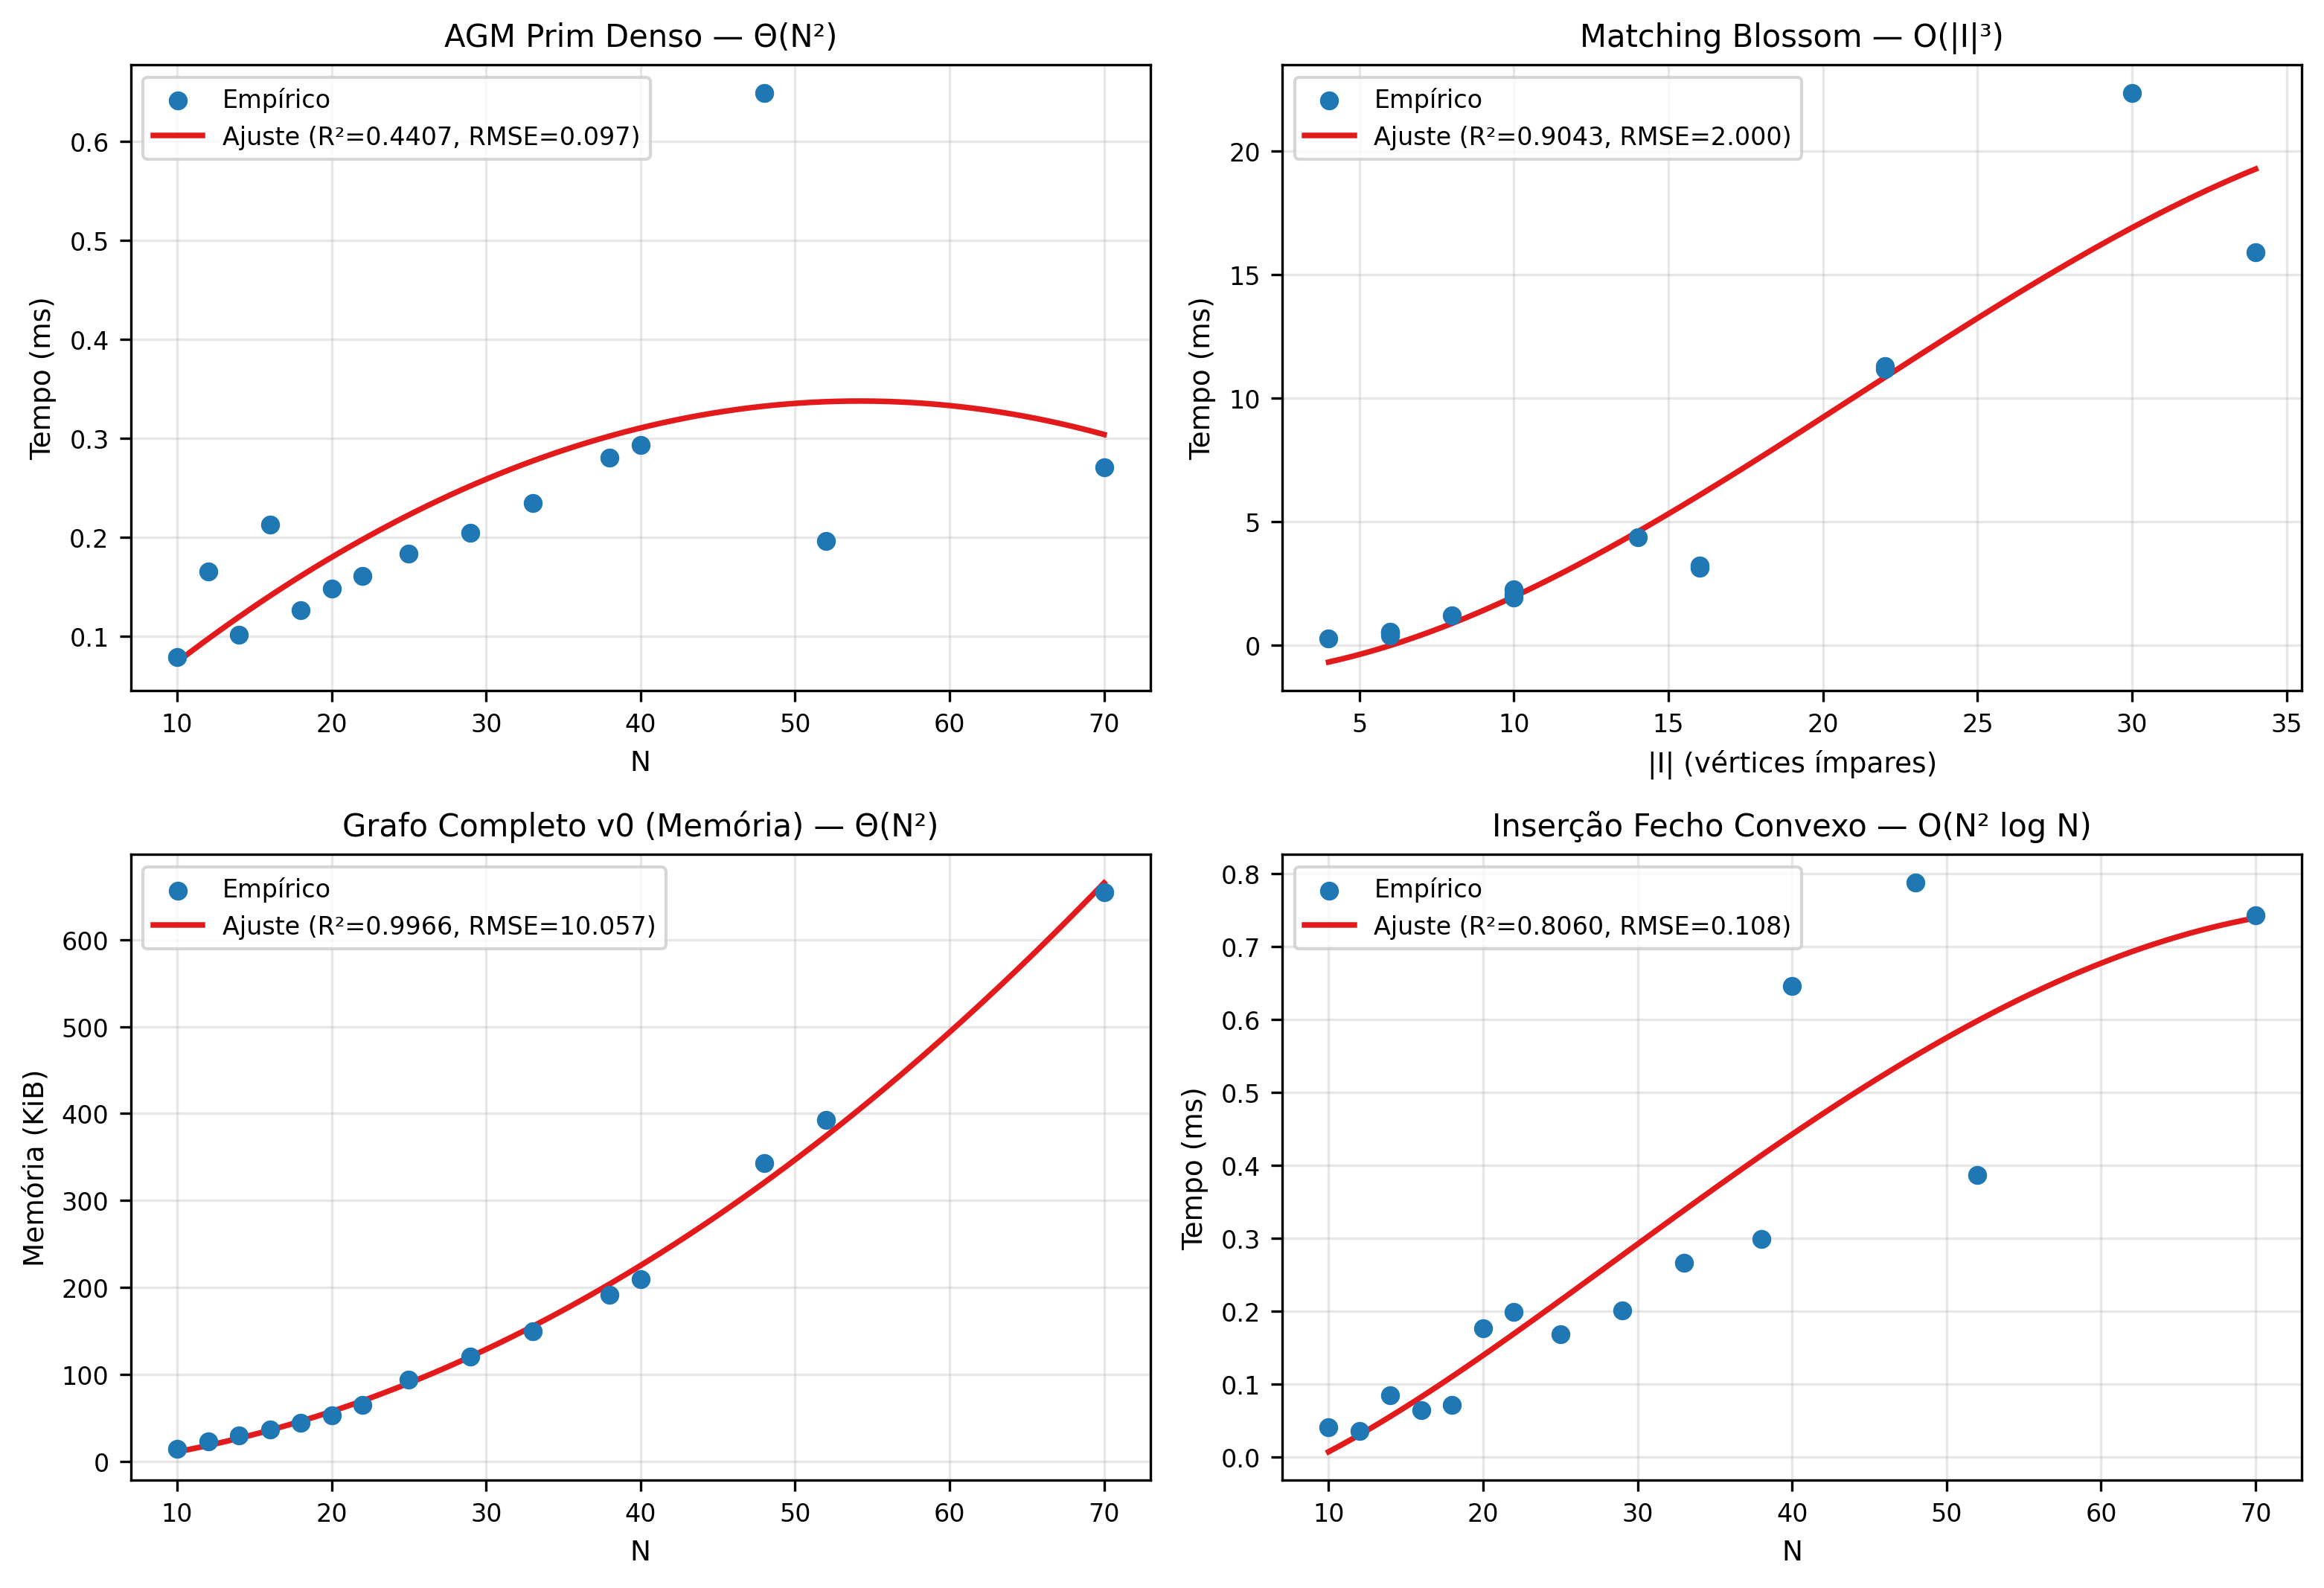 AGM Prim Denso — Θ(N²)
Empírico
Ajuste (R²=0.4407, RMSE=0.097)
Tempo (ms)
0.6
0.5
0.4
0.3
0.2
0.1
10 20 30 40 50 60 70
N
Matching Blossom — O(|I|³)
Empírico
Ajuste (R²=0.9043, RMSE=2.000)
Tempo (ms)
20
15
10
5
0
5 10 15 20 25 30 35
|I| (vértices ímpares)
Grafo Completo v0 (Memória) — Θ(N²)
Empírico
Ajuste (R²=0.9966, RMSE=10.057)
Memória (KiB)
600
500
400
300
200
100
0
10 20 30 40 50 60 70
N
Inserção Fecho Convexo — O(N² log N)
Empírico
Ajuste (R²=0.8060, RMSE=0.108)
Tempo (ms)
0.8
0.7
0.6
0.5
0.4
0.3
0.2
0.1
0.0
10 20 30 40 50 60 70
N